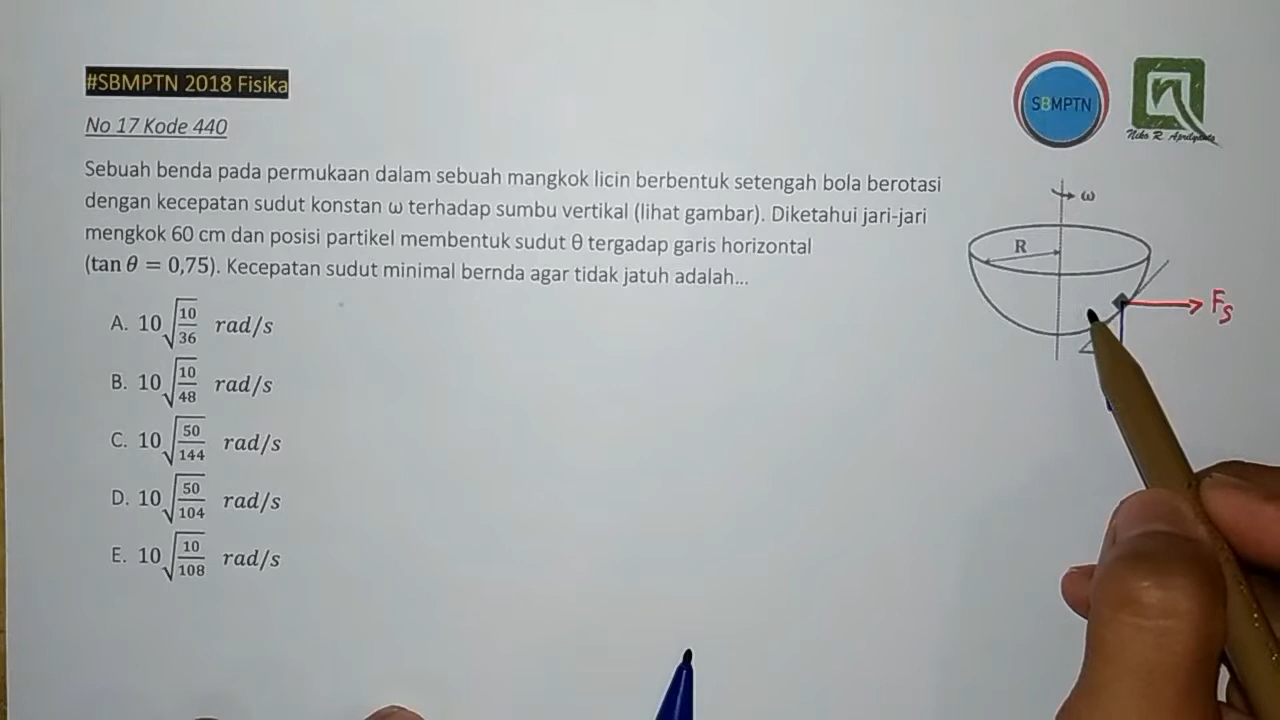 #SBMPTN 2018 Fisika
No 17 Kode 440
Sebuah benda pada permukaan dalam sebuah mangkok licin berbentuk setengah bola berotasi
dengan kecepatan sudut konstan ω terhadap sumbu vertikal (lihat gambar). Diketahui jari-jari
mengkok 60 cm dan posisi partikel membentuk sudut θ tergadap garis horizontal
(tan θ = 0,75). Kecepatan sudut minimal bernda agar tidak jatuh adalah...
A. 10 √(10/36) rad/s
B. 10 √(10/48) rad/s
C. 10 √(50/144) rad/s
D. 10 √(50/104) rad/s
E. 10 √(10/108) rad/s
SBMPTN
Niko R. Aprilyanto
ω
R
Fs